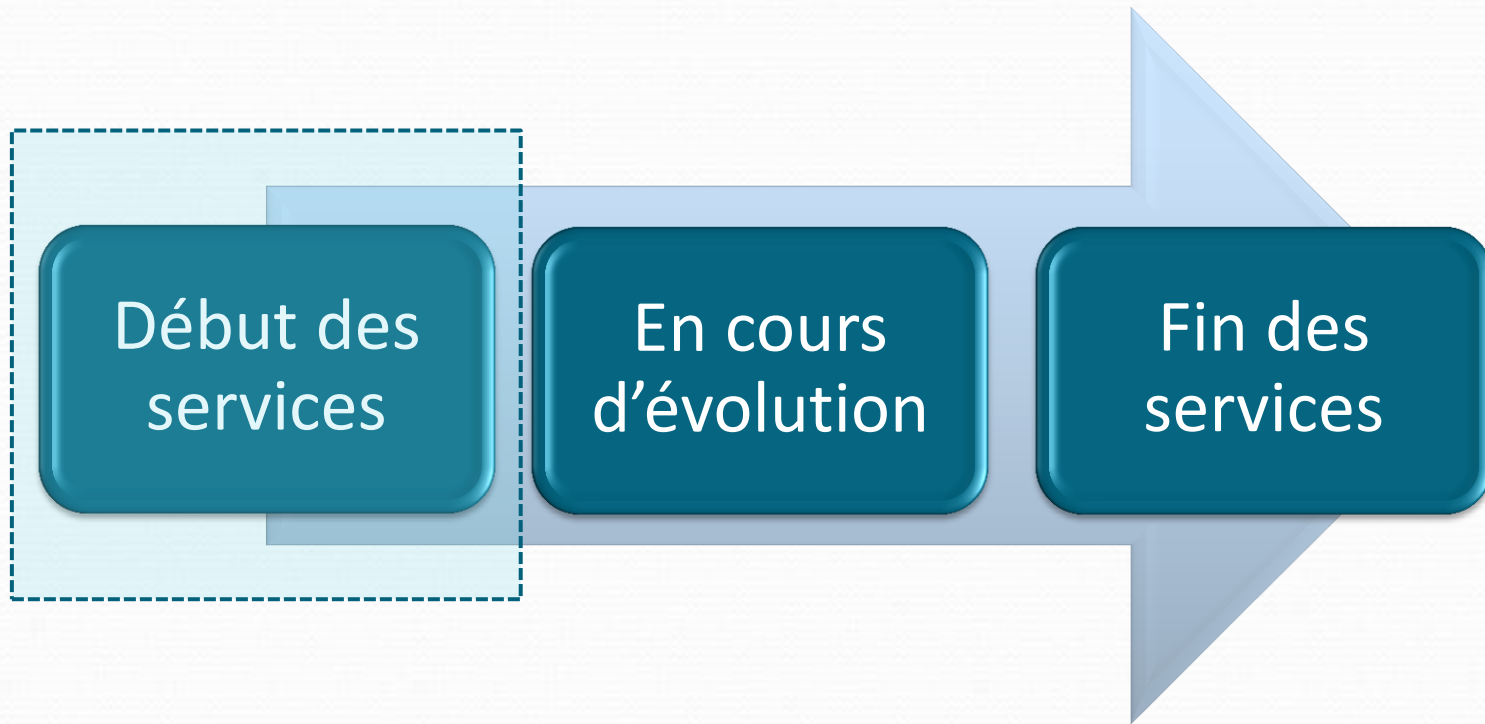 Début des
services
En cours
d’évolution
Fin des
services